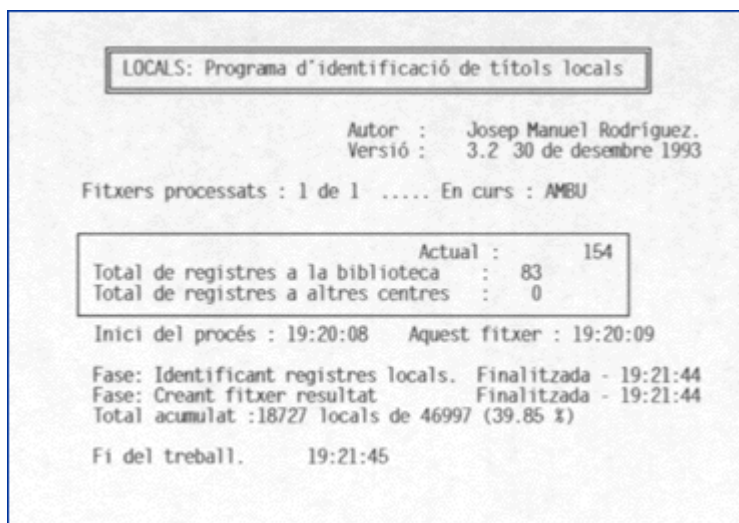 LOCALS: Programa d'identificació de títols locals
Autor : Josep Manuel Rodríguez.
Versió : 3.2 30 de desembre 1993
Fitxers processats : 1 de 1 ..... En curs : AMBU
Actual : 154
Total de registres a la biblioteca : 83
Total de registres a altres centres : 0
Inici del procés : 19:20:08 Aquest fitxer : 19:20:09
Fase: Identificant registres locals. Finalitzada - 19:21:44
Fase: Creant fitxer resultat Finalitzada - 19:21:44
Total acumulat :18727 locals de 46997 (39.85 %)
Fi del treball. 19:21:45